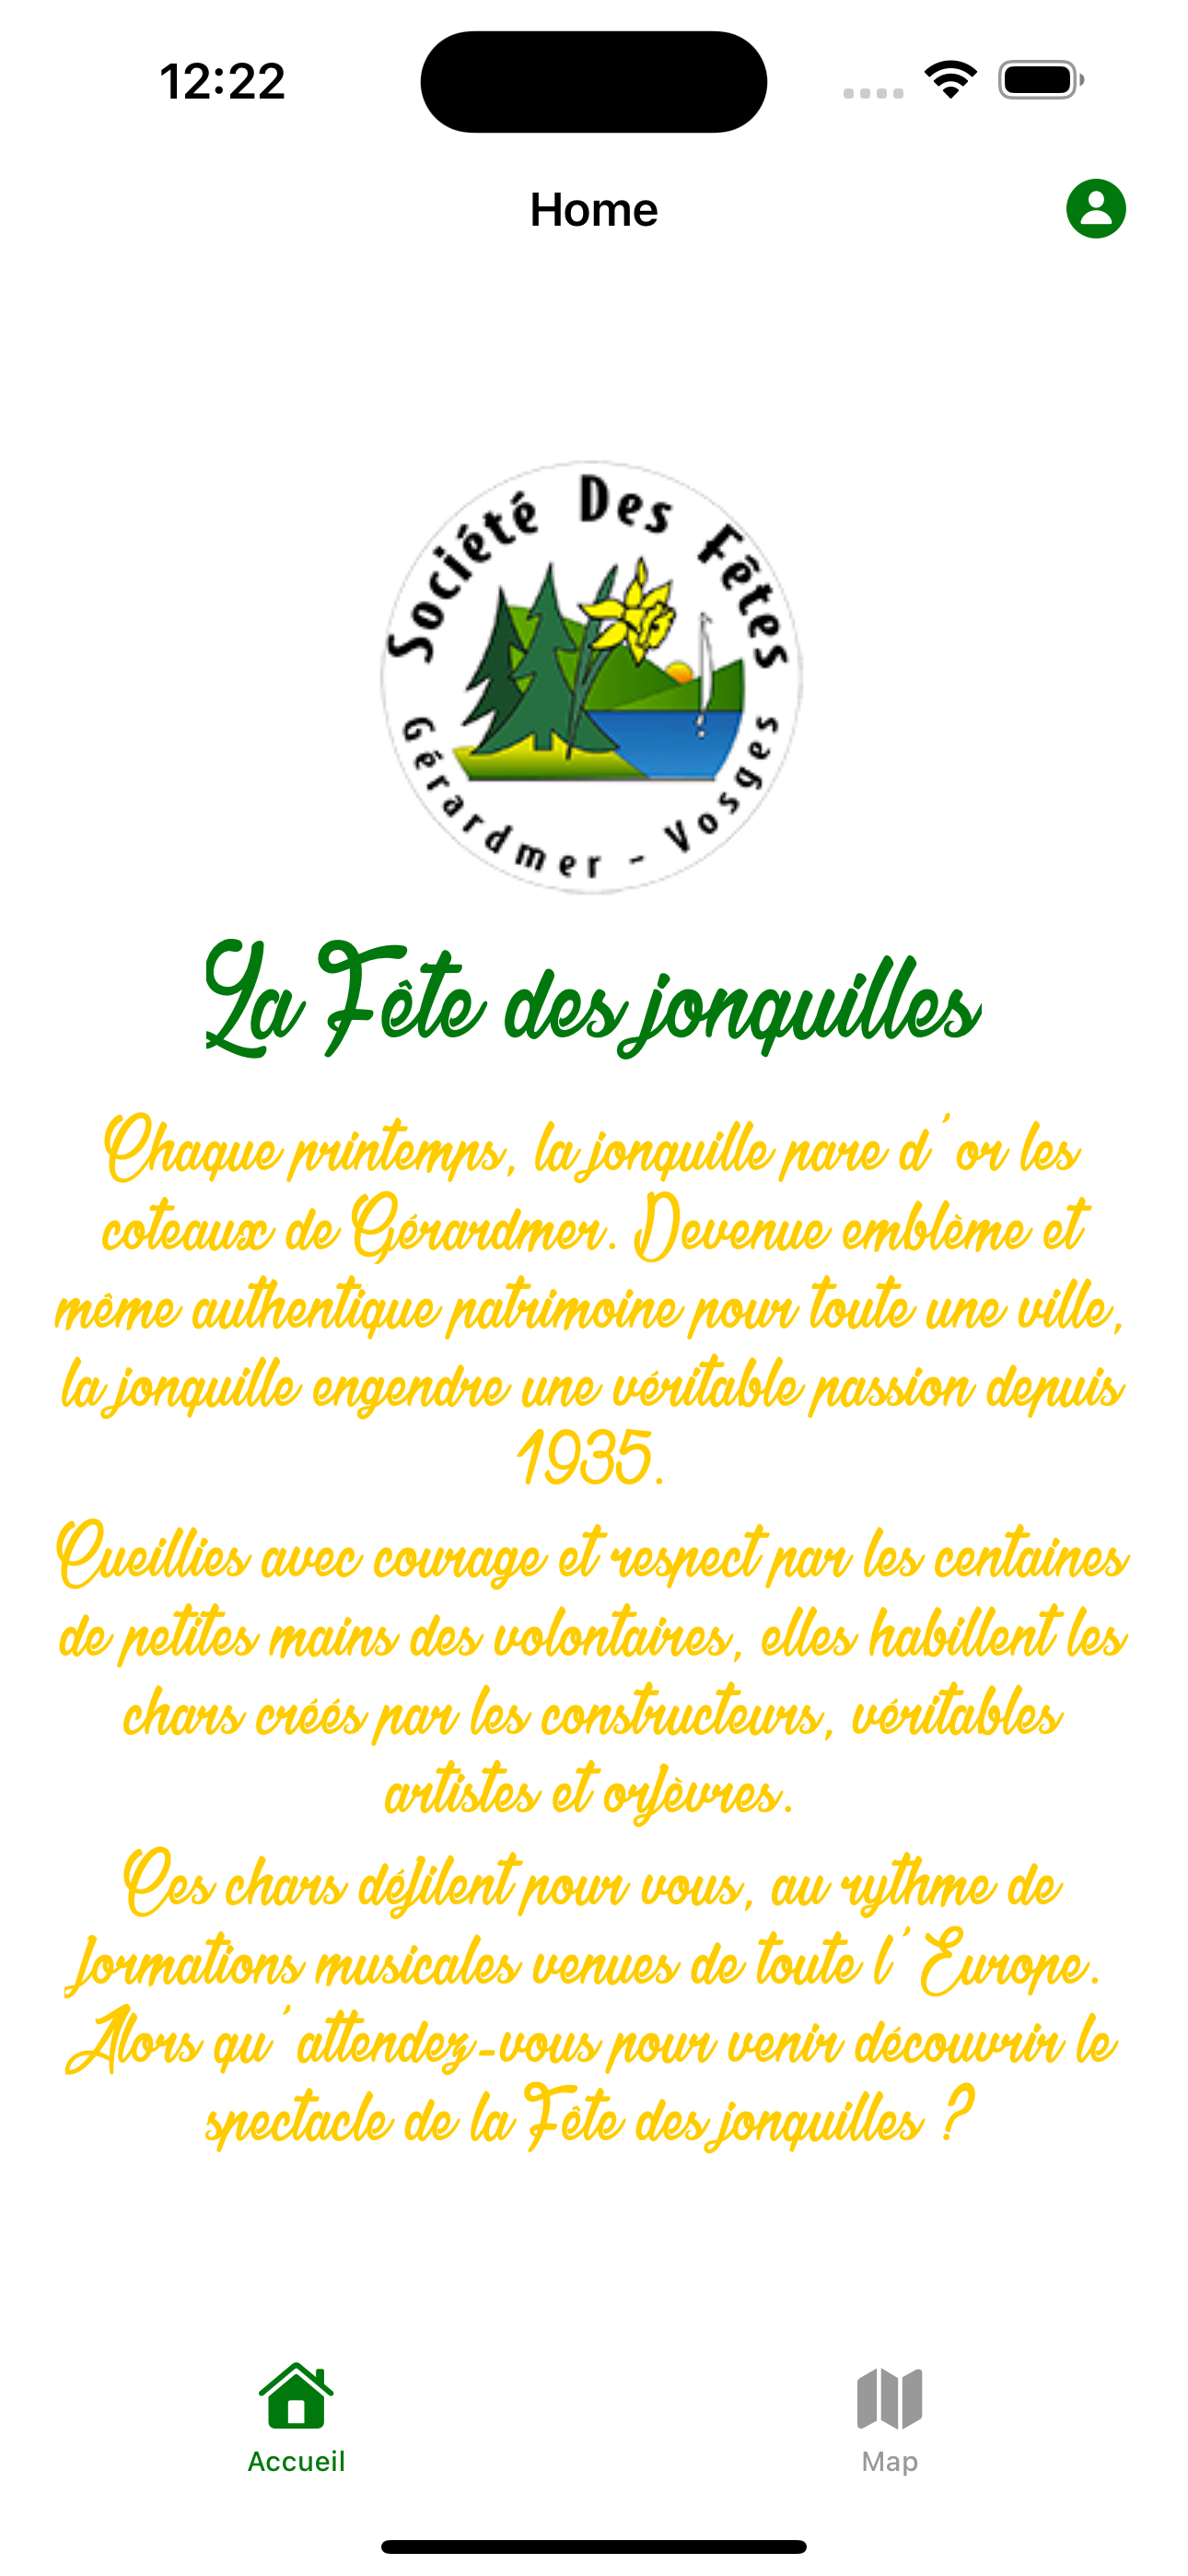 12:22
Home
Société Des Fêtes
Gérardmer - Vosges
La Fête des jonquilles
Chaque printemps, la jonquille pare d'or les
coteaux de Gérardmer. Devenue emblème et
même authentique patrimoine pour toute une ville,
la jonquille engendre une véritable passion depuis
1935.
Cueillies avec courage et respect par les centaines
de petites mains des volontaires, elles habillent les
chars créés par les constructeurs, véritables
artistes et orfèvres.
Ces chars défilent pour vous, au rythme de
formations musicales venues de toute l'Europe.
Alors qu'attendez-vous pour venir découvrir le
spectacle de la Fête des jonquilles ?
Accueil
Map